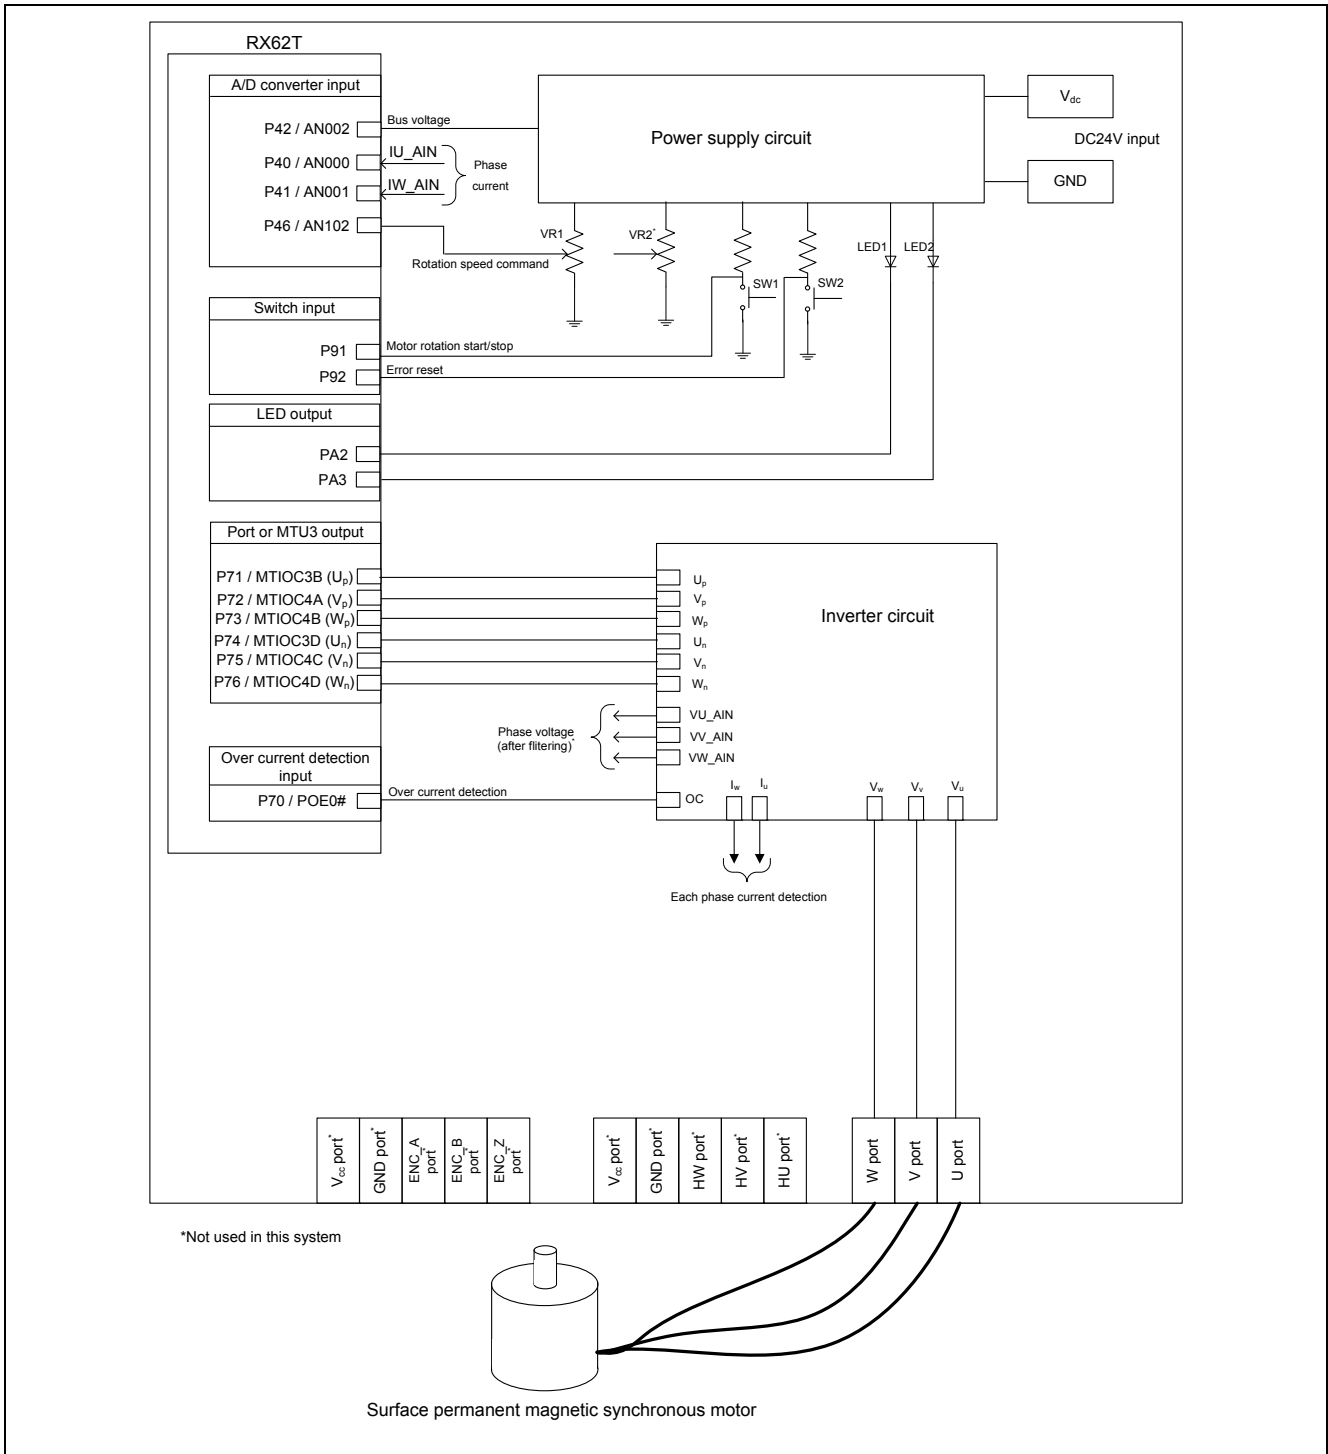 RX62T
A/D converter input
P42 / AN002
P40 / AN000
P41 / AN001
P46 / AN102
Bus voltage
IU_AIN
IW_AIN
Phase
current
Rotation speed command
Power supply circuit
Vdc
DC24V input
GND
VR1
VR2*
SW1
SW2
LED1
LED2
Switch input
P91
P92
Motor rotation start/stop
Error reset
LED output
PA2
PA3
Port or MTU3 output
P71 / MTIOC3B (Up)
P72 / MTIOC4A (Vp)
P73 / MTIOC4B (Wp)
P74 / MTIOC3D (Un)
P75 / MTIOC4C (Vn)
P76 / MTIOC4D (Wn)
Inverter circuit
Up
Vp
Wp
Un
Vn
Wn
VU_AIN
VV_AIN
VW_AIN
OC
Phase voltage
(after flitering)*
Over current detection
input
P70 / POE0#
Over current detection
Iw
Iu
Vw
Vv
Vu
Each phase current detection
Vcc port*
GND port*
ENC_A
port*
ENC_B
port*
ENC_Z
port*
Vcc port*
GND port*
HW port*
HV port*
HU port*
W port
V port
U port
*Not used in this system
Surface permanent magnetic synchronous motor